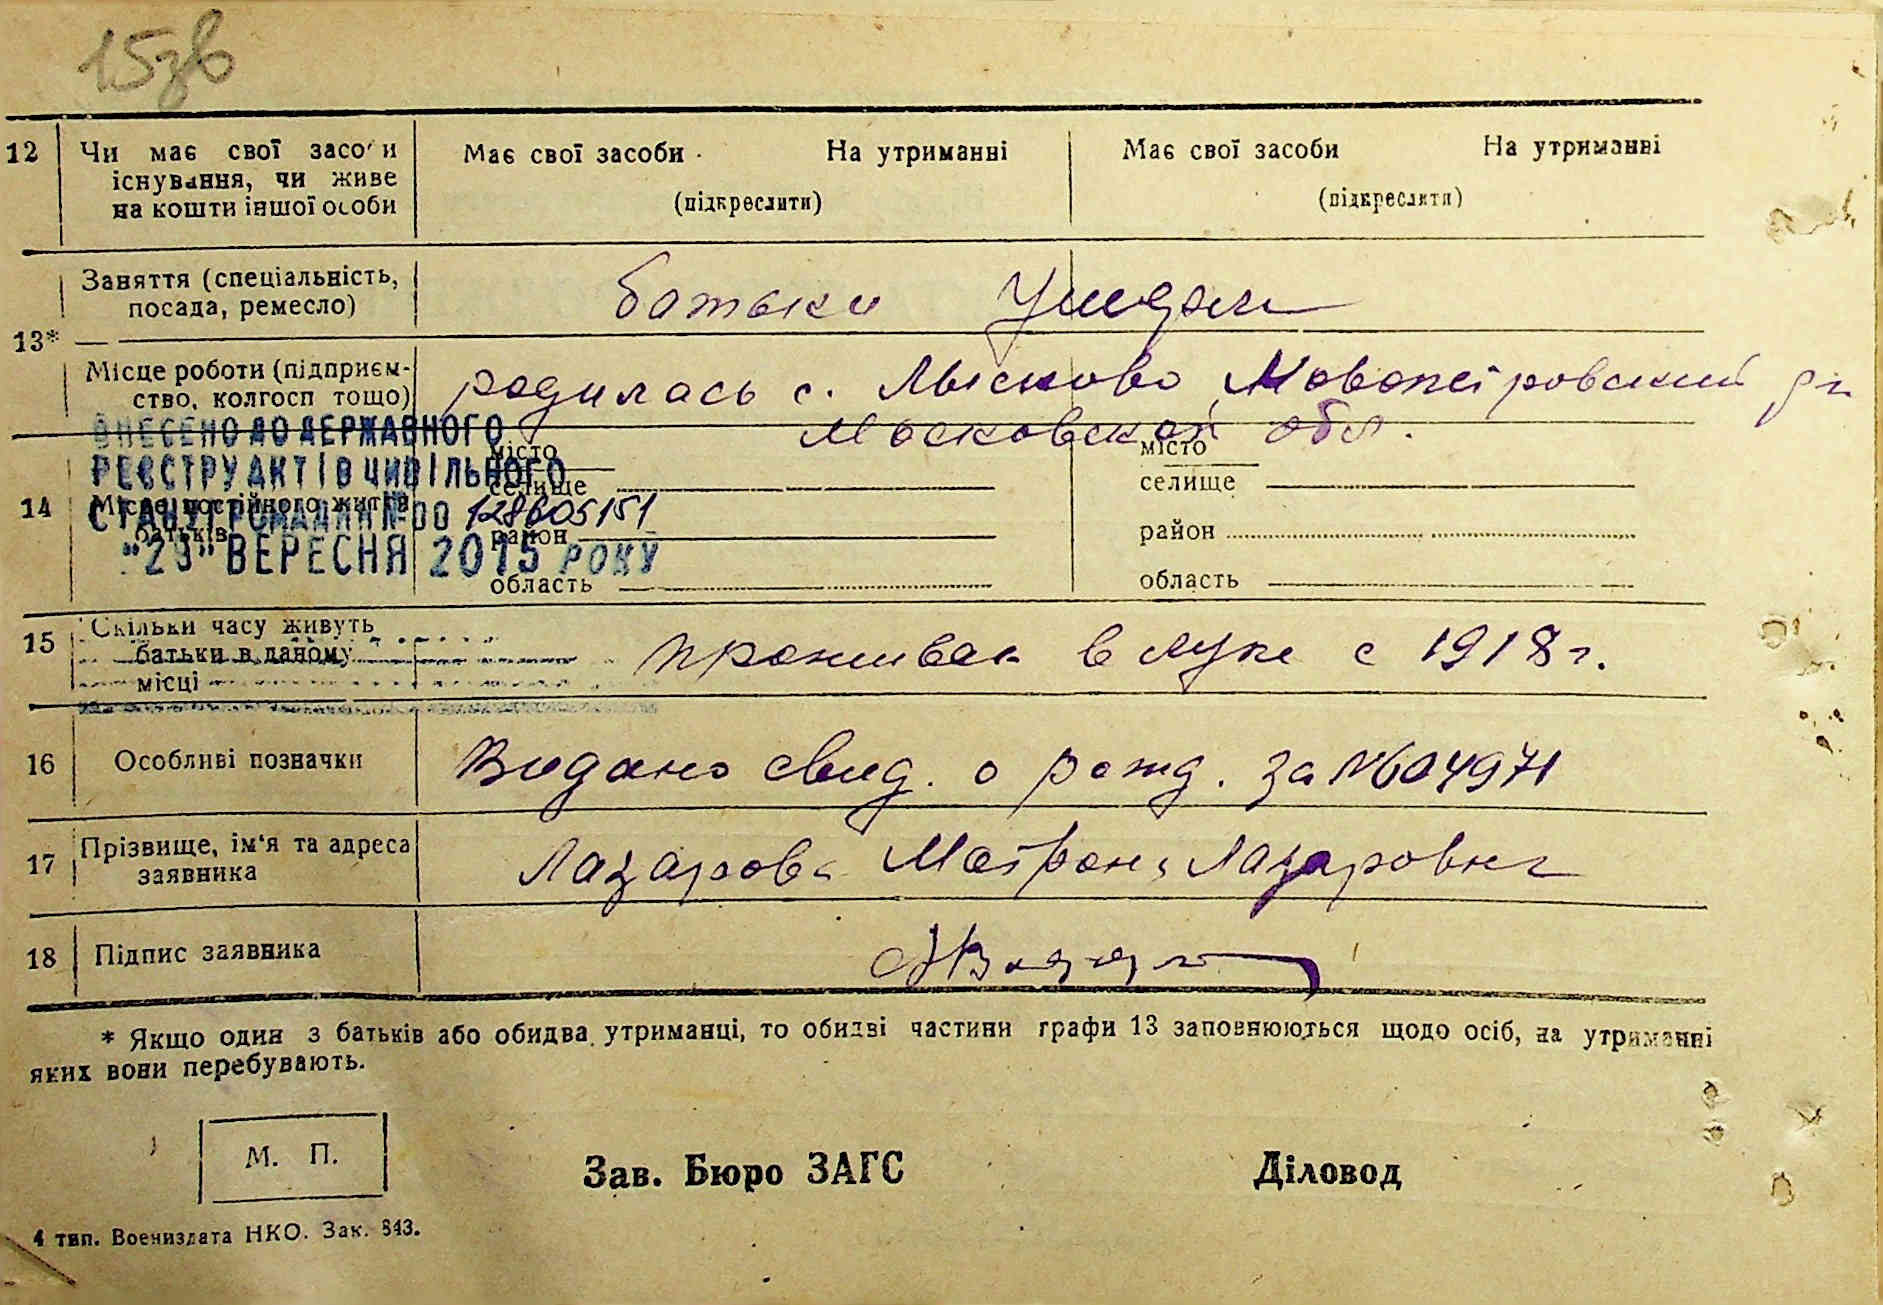 15зв
12
Чи має свої засоби
існування, чи живе
на кошти іншої особи
Має свої засоби На утриманні
(підкреслити)
Має свої засоби На утриманні
(підкреслити)
13*
Заняття (спеціальність,
посада, ремесло)
батьки умерли
Місце роботи (підприєм-
ство, колгосп тощо)
родилась с. Лысково Новопетровский р-н
Московской обл.
ВНЕСЕНО ДО ДЕРЖАВНОГО
РЕЄСТРУ АКТІВ ЦИВІЛЬНОГО
СТАНУ ГРОМАДЯН №00 128605151
"29" ВЕРЕСНЯ 2015 РОКУ
14
Місце постійного життя
батьків
місто
селище
район
область
місто
селище
район
область
15
Скільки часу живуть
батьки в даному
місці
проживает в Луке с 1918 г.
16
Особливі позначки
Видано свид. о рожд. за №604971
17
Прізвище, ім'я та адреса
заявника
Лазарова Матрона Лазаровна
18
Підпис заявника
* Якщо один з батьків або обидва утриманці, то обидві частини графи 13 заповнюються щодо осіб, на утриманні
яких вони перебувають.
М. П.
Зав. Бюро ЗАГС
Діловод
4 тип. Воениздата НКО. Зак. 843.